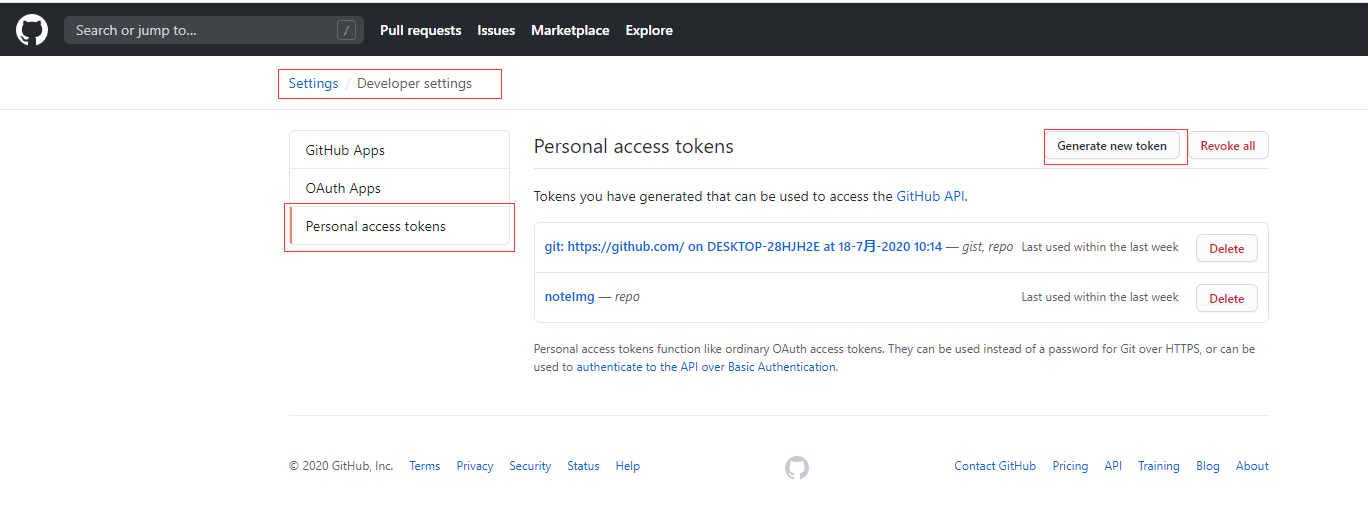 Search or jump to... / Pull requests Issues Marketplace Explore
Settings / Developer settings
GitHub Apps
OAuth Apps
Personal access tokens
Personal access tokens Generate new token Revoke all
Tokens you have generated that can be used to access the GitHub API.
git: https://github.com/ on DESKTOP-28HJH2E at 18-7月-2020 10:14 — gist, repo Last used within the last week Delete
noteImg — repo Last used within the last week Delete
Personal access tokens function like ordinary OAuth access tokens. They can be used instead of a password for Git over HTTPS, or can be
used to authenticate to the API over Basic Authentication.
© 2020 GitHub, Inc. Terms Privacy Security Status Help Contact GitHub Pricing API Training Blog About